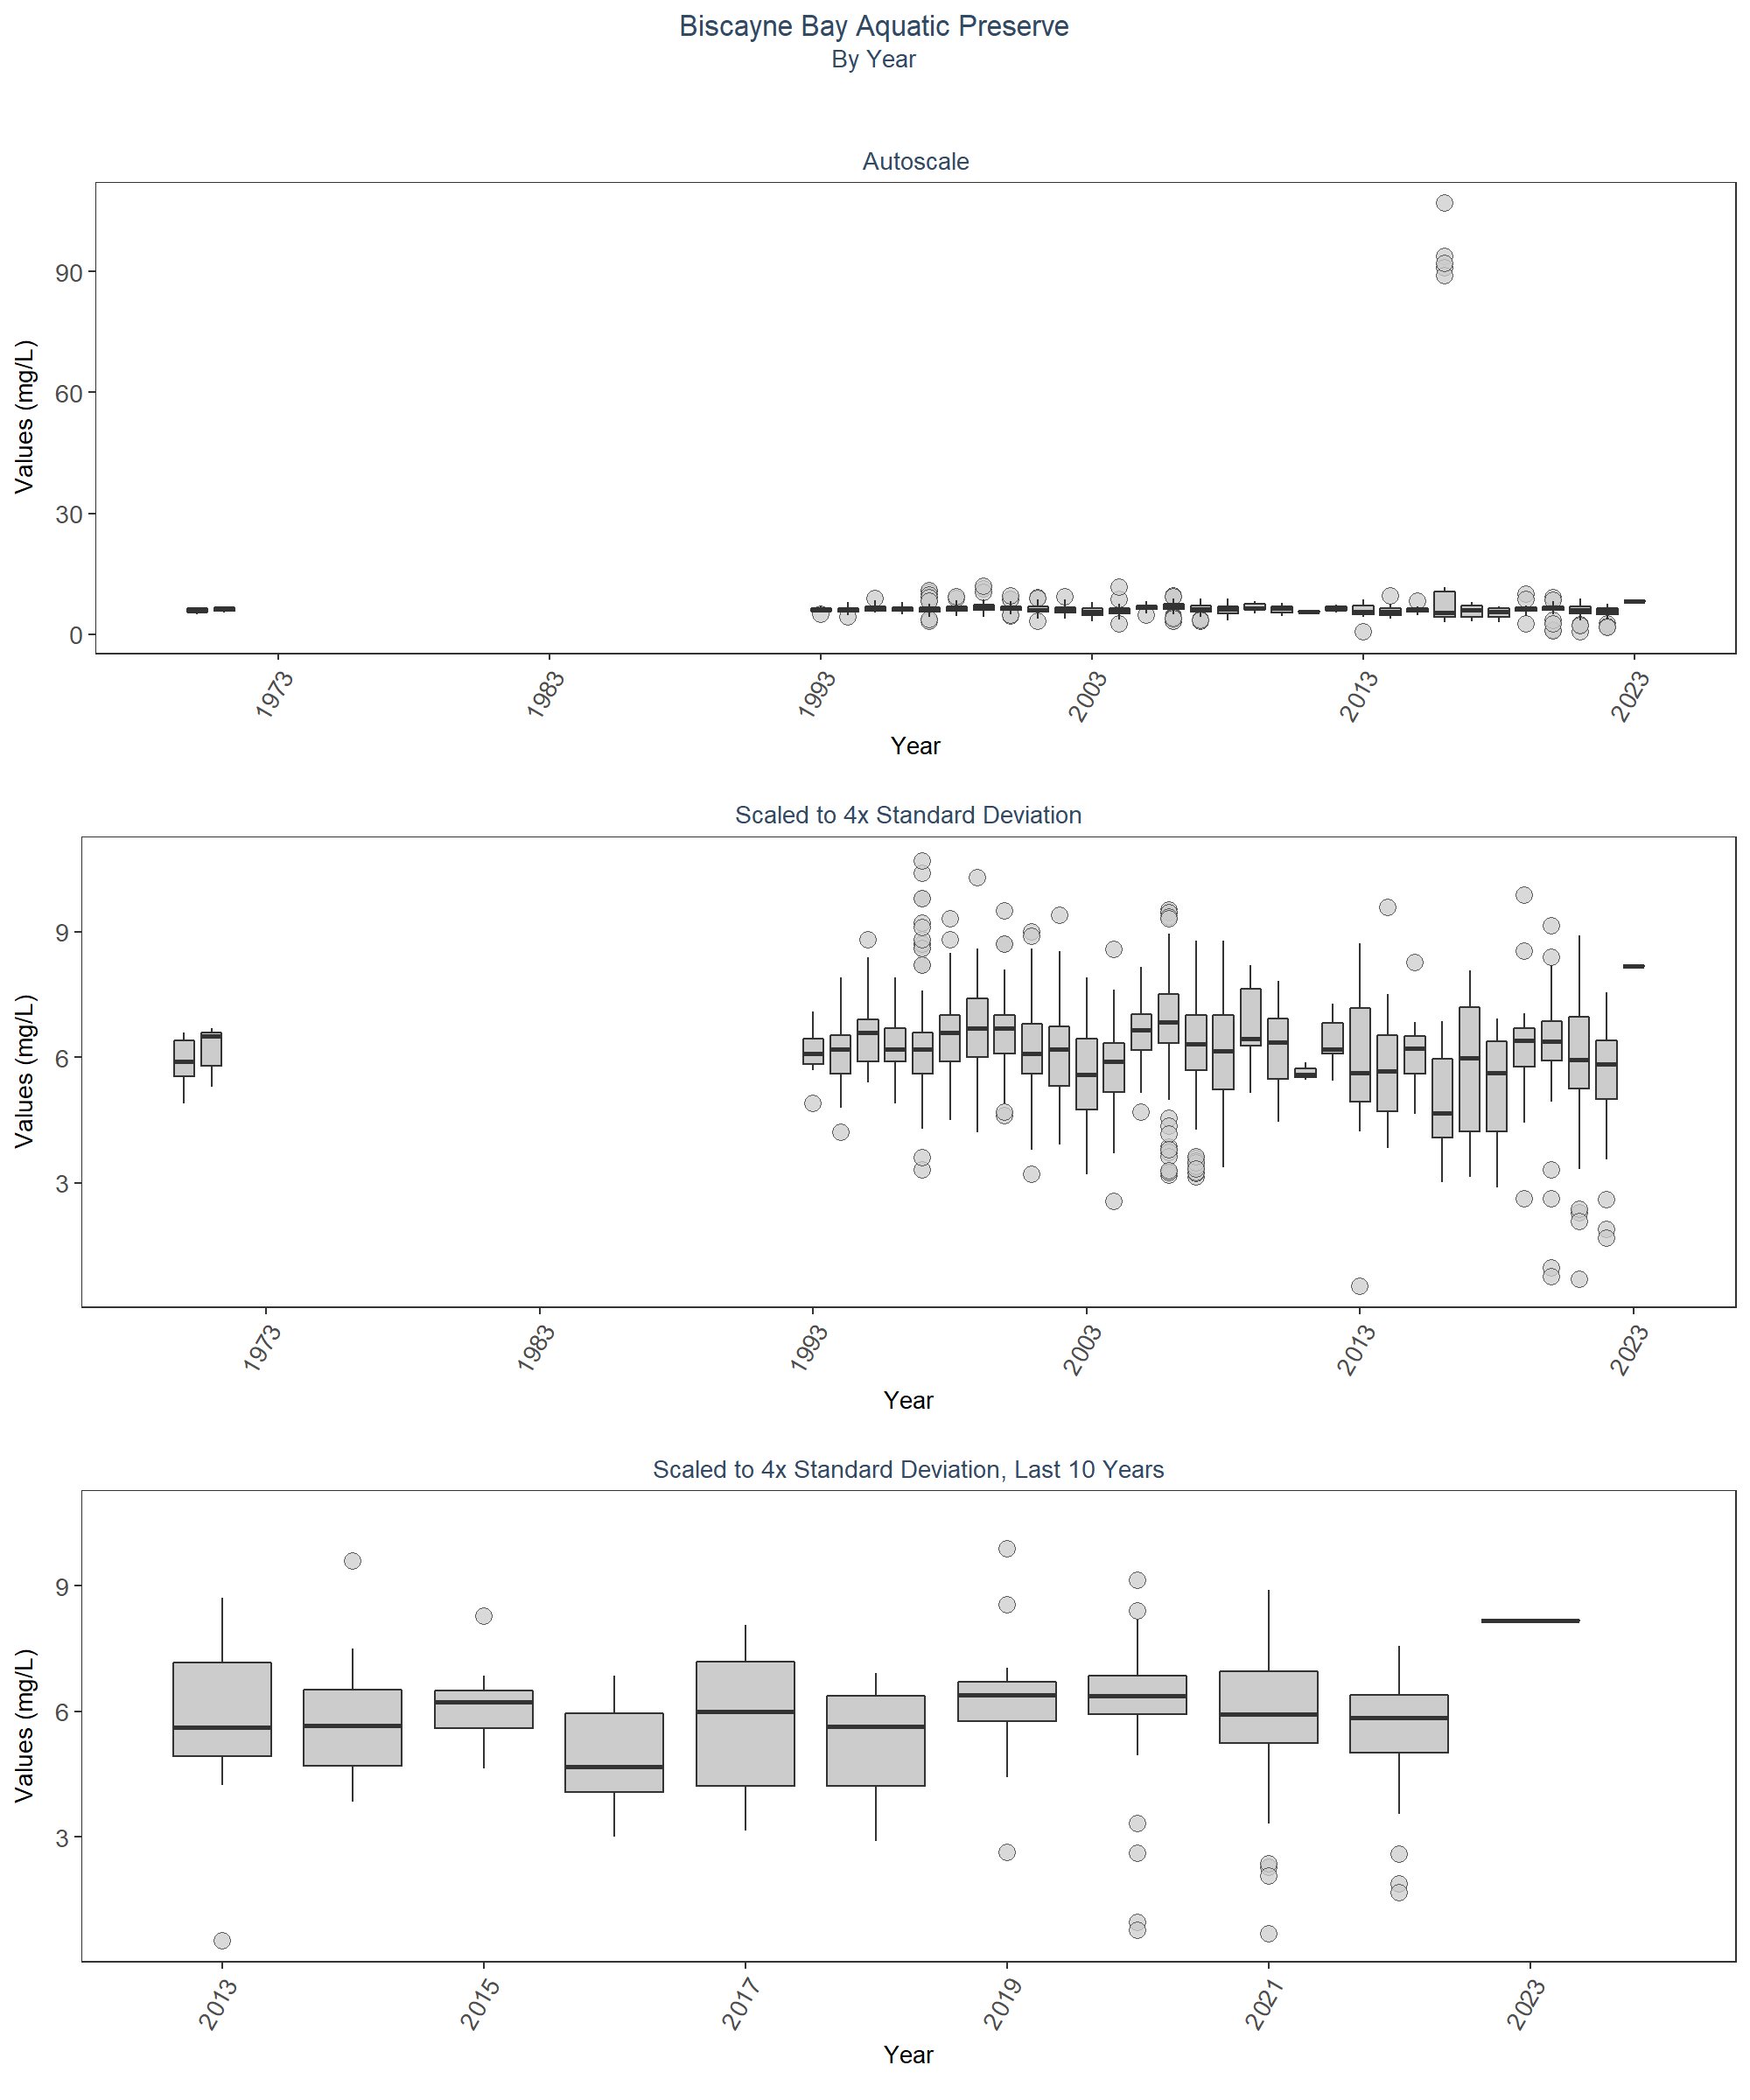 Biscayne Bay Aquatic Preserve
By Year
Autoscale
Values (mg/L)
90
60
30
0
1973 1983 1993 2003 2013 2023
Year
Scaled to 4x Standard Deviation
Values (mg/L)
9
6
3
1973 1983 1993 2003 2013 2023
Year
Scaled to 4x Standard Deviation, Last 10 Years
Values (mg/L)
9
6
3
2013 2015 2017 2019 2021 2023
Year